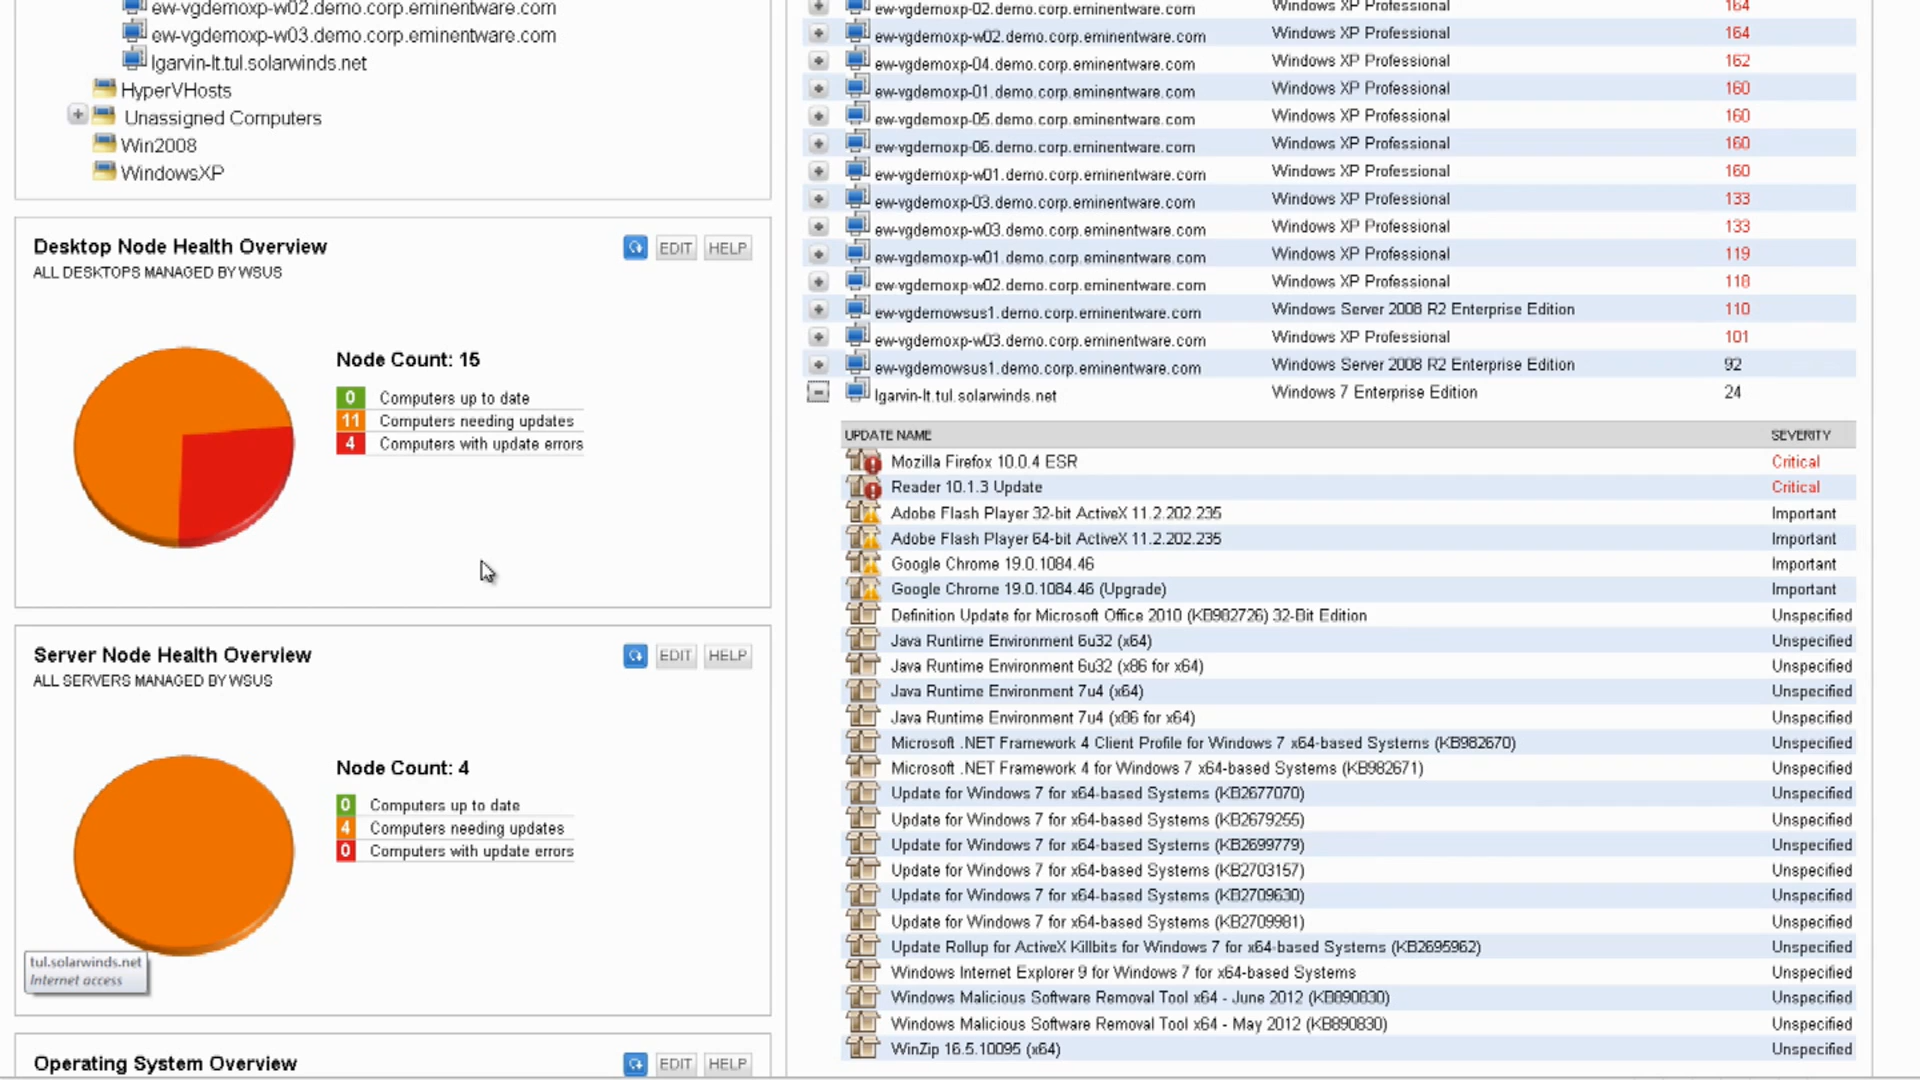 ew-vgdemoxp-w02.demo.corp.eminentware.com
ew-vgdemoxp-w03.demo.corp.eminentware.com
lgarvin-lt.tul.solarwinds.net
HyperVHosts
Unassigned Computers
Win2008
WindowsXP
Desktop Node Health Overview
EDIT HELP
ALL DESKTOPS MANAGED BY WSUS
Node Count: 15
0 Computers up to date
11 Computers needing updates
4 Computers with update errors
Server Node Health Overview
EDIT HELP
ALL SERVERS MANAGED BY WSUS
Node Count: 4
0 Computers up to date
4 Computers needing updates
0 Computers with update errors
tul.solarwinds.net
Internet access
Operating System Overview
EDIT HELP
ew-vgdemoxp-02.demo.corp.eminentware.com Windows XP Professional 164
ew-vgdemoxp-w02.demo.corp.eminentware.com Windows XP Professional 164
ew-vgdemoxp-04.demo.corp.eminentware.com Windows XP Professional 162
ew-vgdemoxp-01.demo.corp.eminentware.com Windows XP Professional 160
ew-vgdemoxp-05.demo.corp.eminentware.com Windows XP Professional 160
ew-vgdemoxp-06.demo.corp.eminentware.com Windows XP Professional 160
ew-vgdemoxp-w01.demo.corp.eminentware.com Windows XP Professional 160
ew-vgdemoxp-03.demo.corp.eminentware.com Windows XP Professional 133
ew-vgdemoxp-w03.demo.corp.eminentware.com Windows XP Professional 133
ew-vgdemoxp-w01.demo.corp.eminentware.com Windows XP Professional 119
ew-vgdemoxp-w02.demo.corp.eminentware.com Windows XP Professional 118
ew-vgdemowsus1.demo.corp.eminentware.com Windows Server 2008 R2 Enterprise Edition 110
ew-vgdemoxp-w03.demo.corp.eminentware.com Windows XP Professional 101
ew-vgdemowsus1.demo.corp.eminentware.com Windows Server 2008 R2 Enterprise Edition 92
lgarvin-lt.tul.solarwinds.net Windows 7 Enterprise Edition 24
UPDATE NAME SEVERITY
Mozilla Firefox 10.0.4 ESR Critical
Reader 10.1.3 Update Critical
Adobe Flash Player 32-bit ActiveX 11.2.202.235 Important
Adobe Flash Player 64-bit ActiveX 11.2.202.235 Important
Google Chrome 19.0.1084.46 Important
Google Chrome 19.0.1084.46 (Upgrade) Important
Definition Update for Microsoft Office 2010 (KB982726) 32-Bit Edition Unspecified
Java Runtime Environment 6u32 (x64) Unspecified
Java Runtime Environment 6u32 (x86 for x64) Unspecified
Java Runtime Environment 7u4 (x64) Unspecified
Java Runtime Environment 7u4 (x86 for x64) Unspecified
Microsoft .NET Framework 4 Client Profile for Windows 7 x64-based Systems (KB982670) Unspecified
Microsoft .NET Framework 4 for Windows 7 x64-based Systems (KB982671) Unspecified
Update for Windows 7 for x64-based Systems (KB2677070) Unspecified
Update for Windows 7 for x64-based Systems (KB2679255) Unspecified
Update for Windows 7 for x64-based Systems (KB2699779) Unspecified
Update for Windows 7 for x64-based Systems (KB2703157) Unspecified
Update for Windows 7 for x64-based Systems (KB2709630) Unspecified
Update for Windows 7 for x64-based Systems (KB2709981) Unspecified
Update Rollup for ActiveX Killbits for Windows 7 for x64-based Systems (KB2695962) Unspecified
Windows Internet Explorer 9 for Windows 7 for x64-based Systems Unspecified
Windows Malicious Software Removal Tool x64 - June 2012 (KB890830) Unspecified
Windows Malicious Software Removal Tool x64 - May 2012 (KB890830) Unspecified
WinZip 16.5.10095 (x64) Unspecified